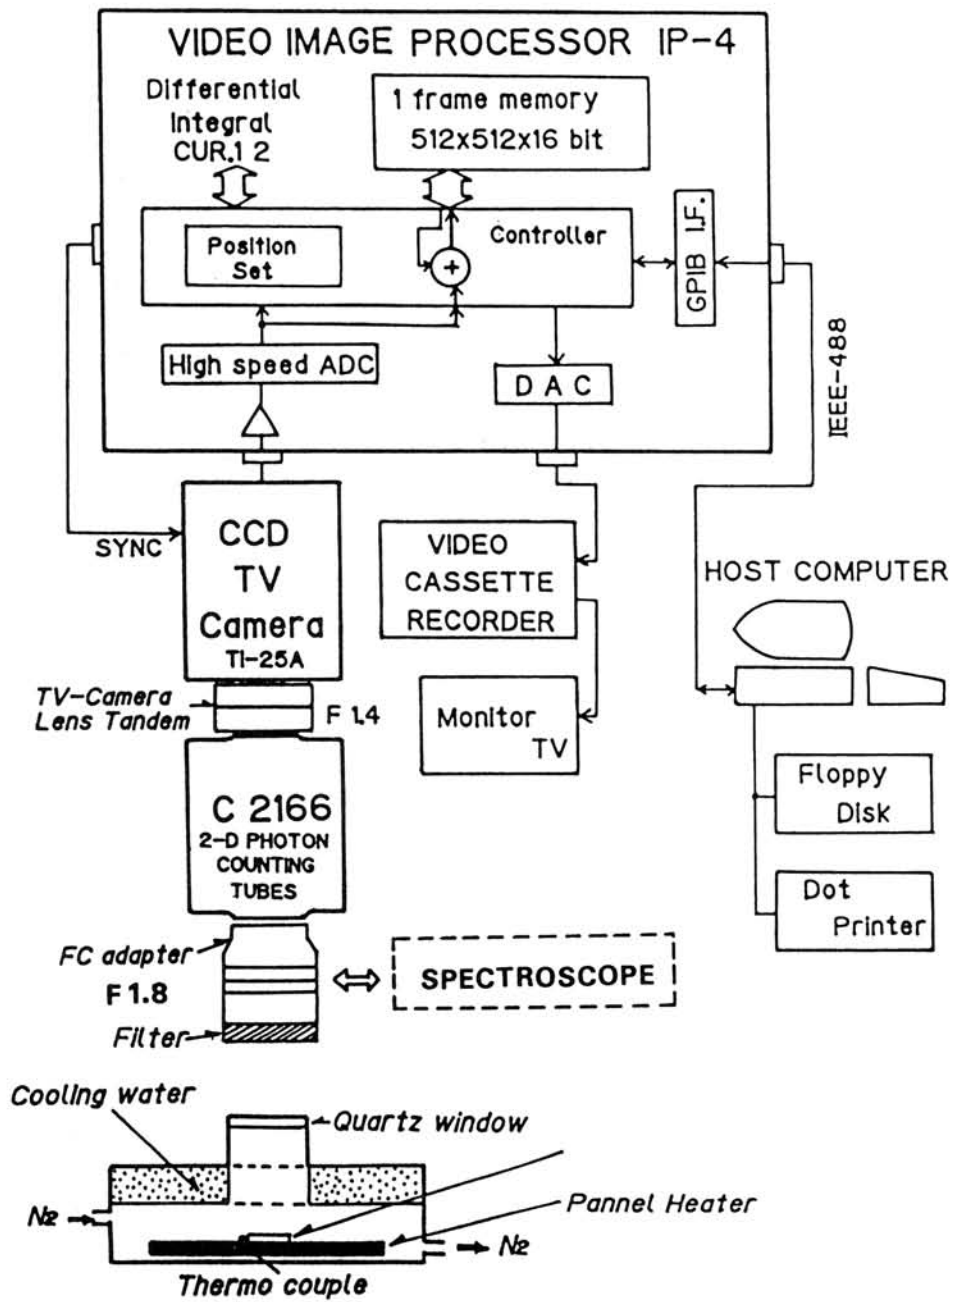 VIDEO IMAGE PROCESSOR IP-4
Differential
Integral
CUR.1 2
1 frame memory
512x512x16 bit
Position
Set
+
Controller
GPIB I.F.
High speed ADC
D A C
IEEE-488
SYNC
CCD
TV
Camera
TI-25A
VIDEO
CASSETTE
RECORDER
HOST COMPUTER
TV-Camera
Lens Tandem
F 1.4
Monitor
TV
C 2166
2-D PHOTON
COUNTING
TUBES
Floppy
Disk
Dot
Printer
FC adapter
F 1.8
Filter
SPECTROSCOPE
Cooling water
Quartz window
Pannel Heater
N2
N2
Thermo couple